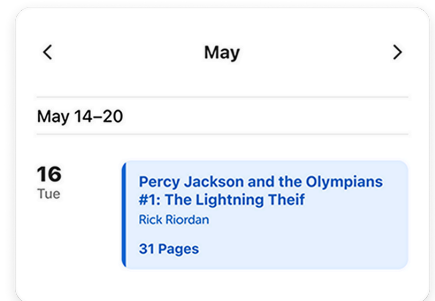 May
May 14–20
16
Tue
Percy Jackson and the Olympians
#1: The Lightning Theif
Rick Riordan
31 Pages